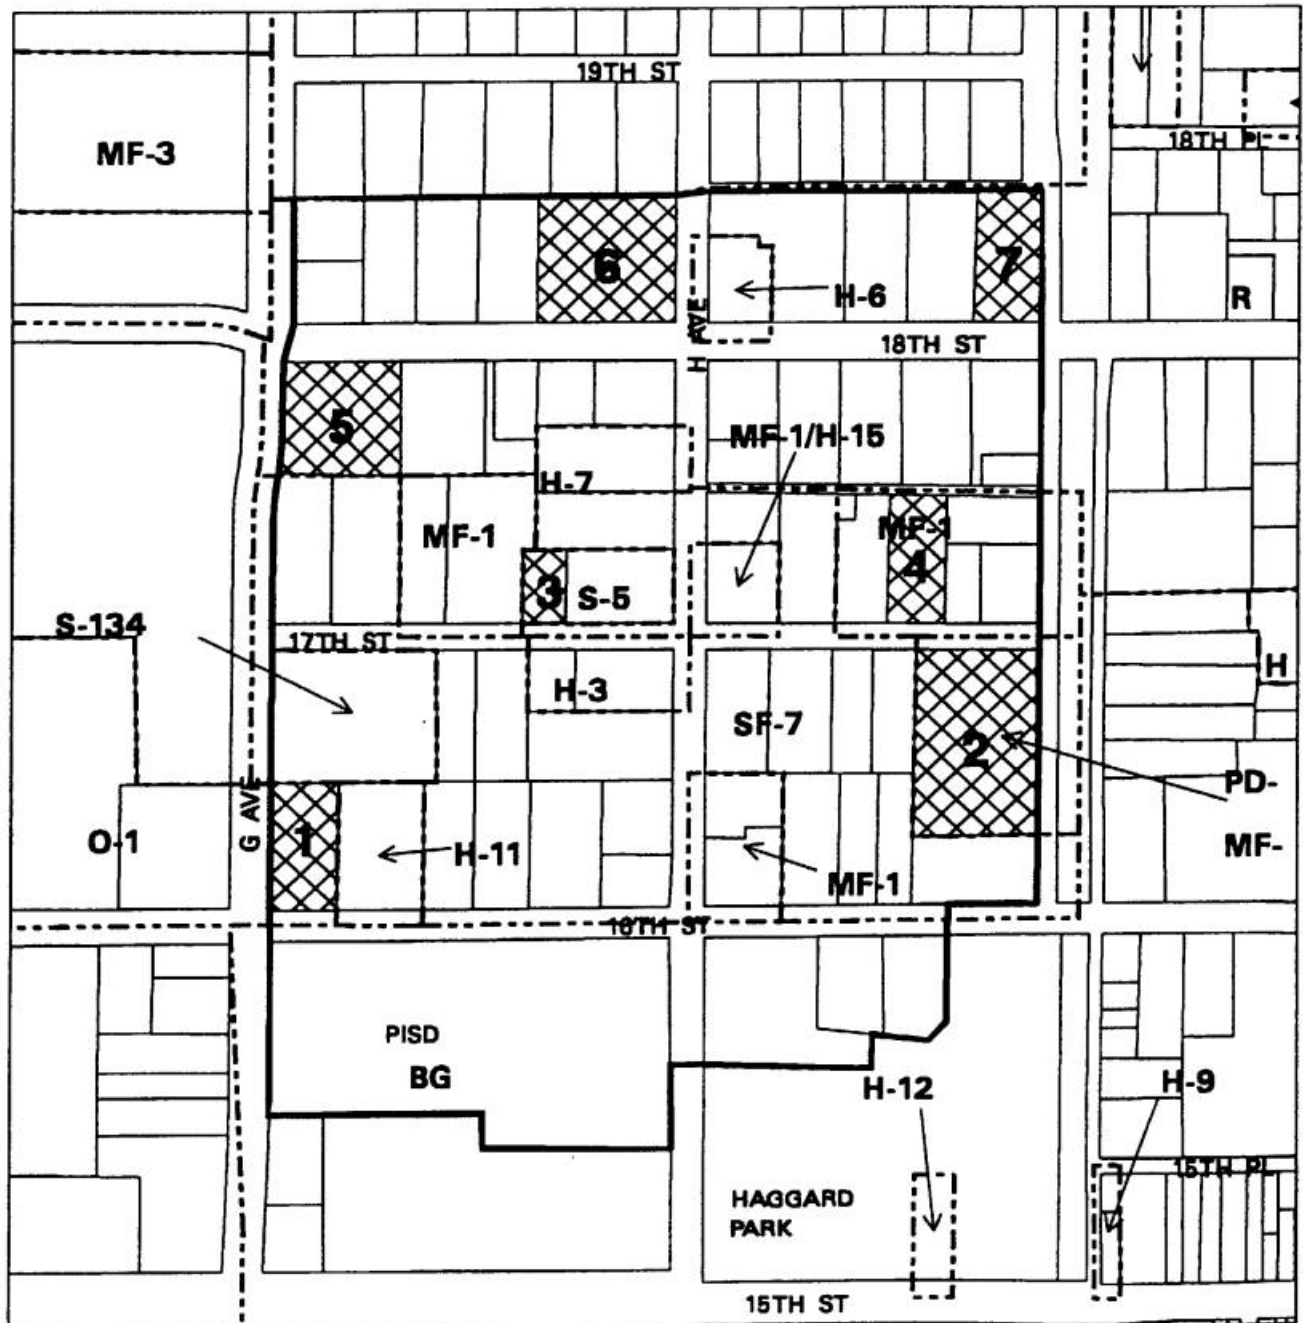 19TH ST
MF-3
18TH PL
6
7
H-6
R
H AVE
18TH ST
5
MF-1/H-15
H-7
MF-1
MF-1
4
3
S-5
S-134
17TH ST
H-3
H
SF-7
2
PD-
G AVE
O-1
1
H-11
MF-1
MF-
16TH ST
PISD
BG
H-12
H-9
15TH PL
HAGGARD
PARK
15TH ST